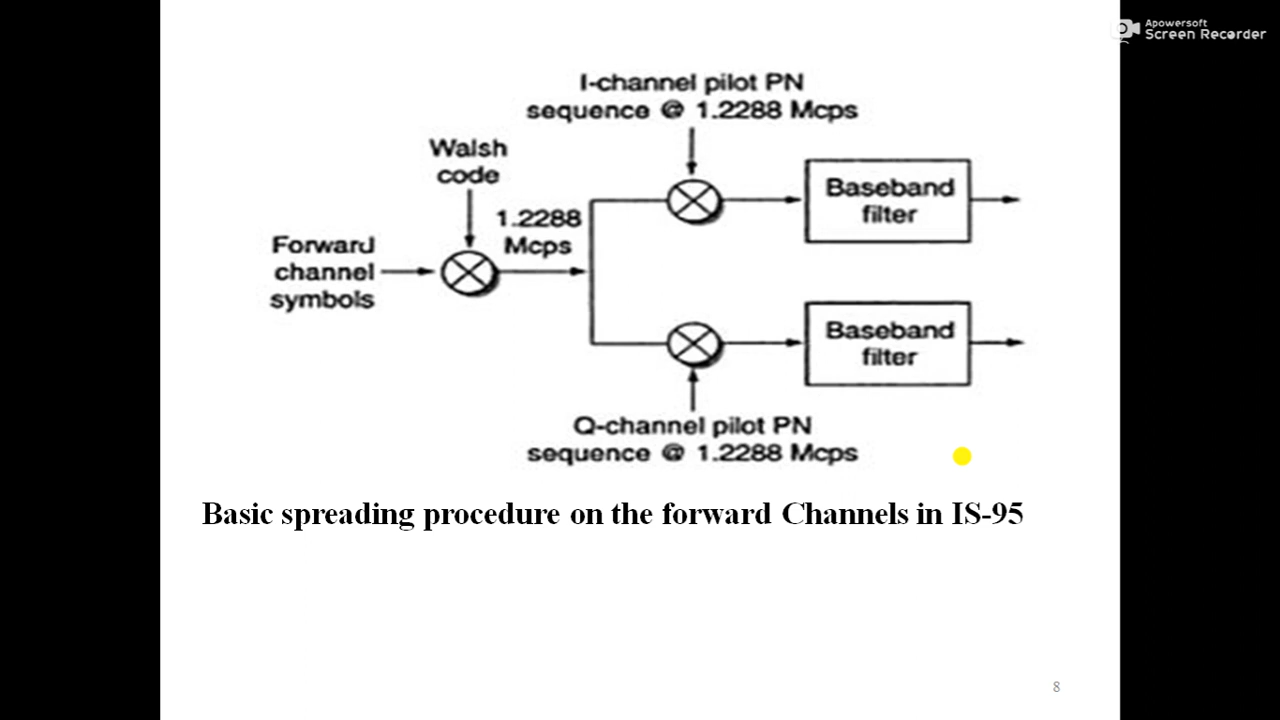 Apowersoft
Screen Recorder
I-channel pilot PN
sequence @ 1.2288 Mcps
Walsh
code
1.2288
Mcps
Baseband
filter
Forward
channel
symbols
Baseband
filter
Q-channel pilot PN
sequence @ 1.2288 Mcps
Basic spreading procedure on the forward Channels in IS-95
8